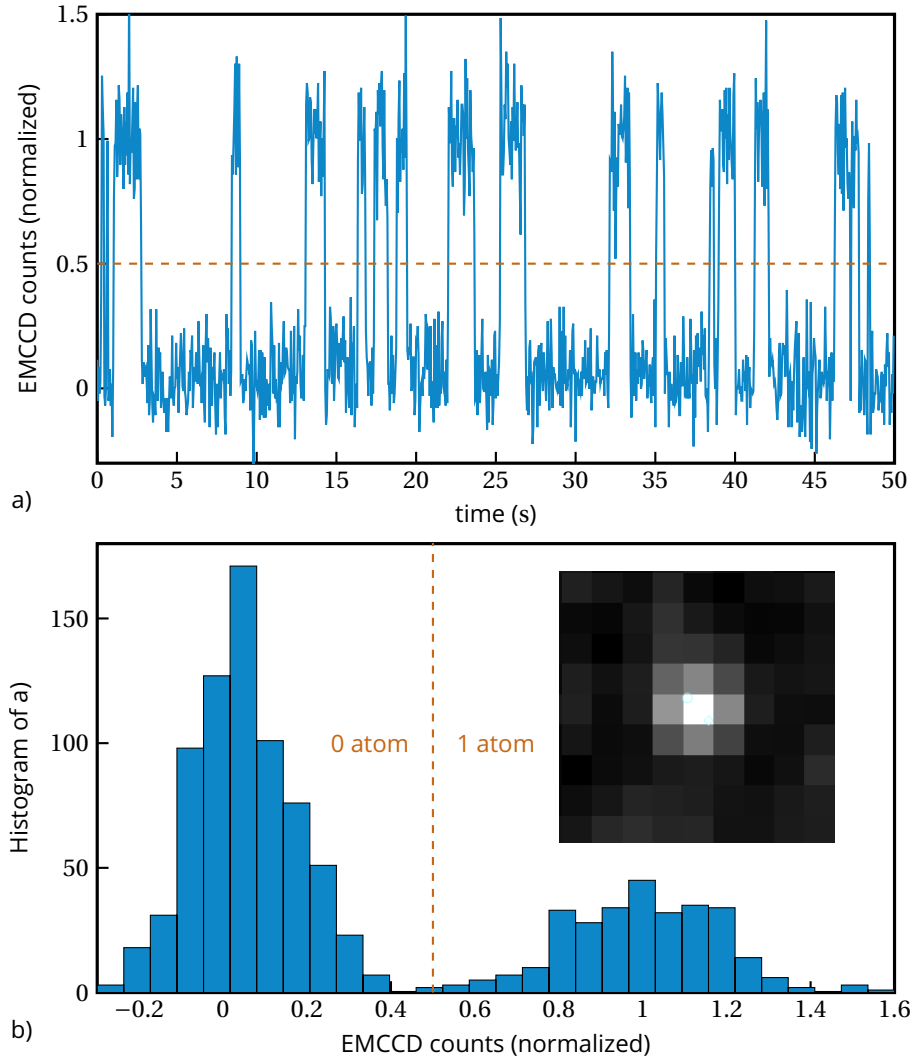 1.5
1
0.5
0
EMCCD counts (normalized)
0 5 10 15 20 25 30 35 40 45 50
time (s)
a)
150
100
50
0
Histogram of a)
0 atom 1 atom
−0.2 0 0.2 0.4 0.6 0.8 1 1.2 1.4 1.6
EMCCD counts (normalized)
b)